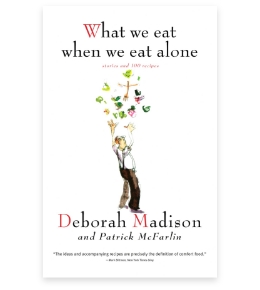 What we eat
when we eat alone
stories and 100 recipes
Deborah Madison
and Patrick McFarlin
"The ideas and accompanying recipes are precisely the definition of comfort food."